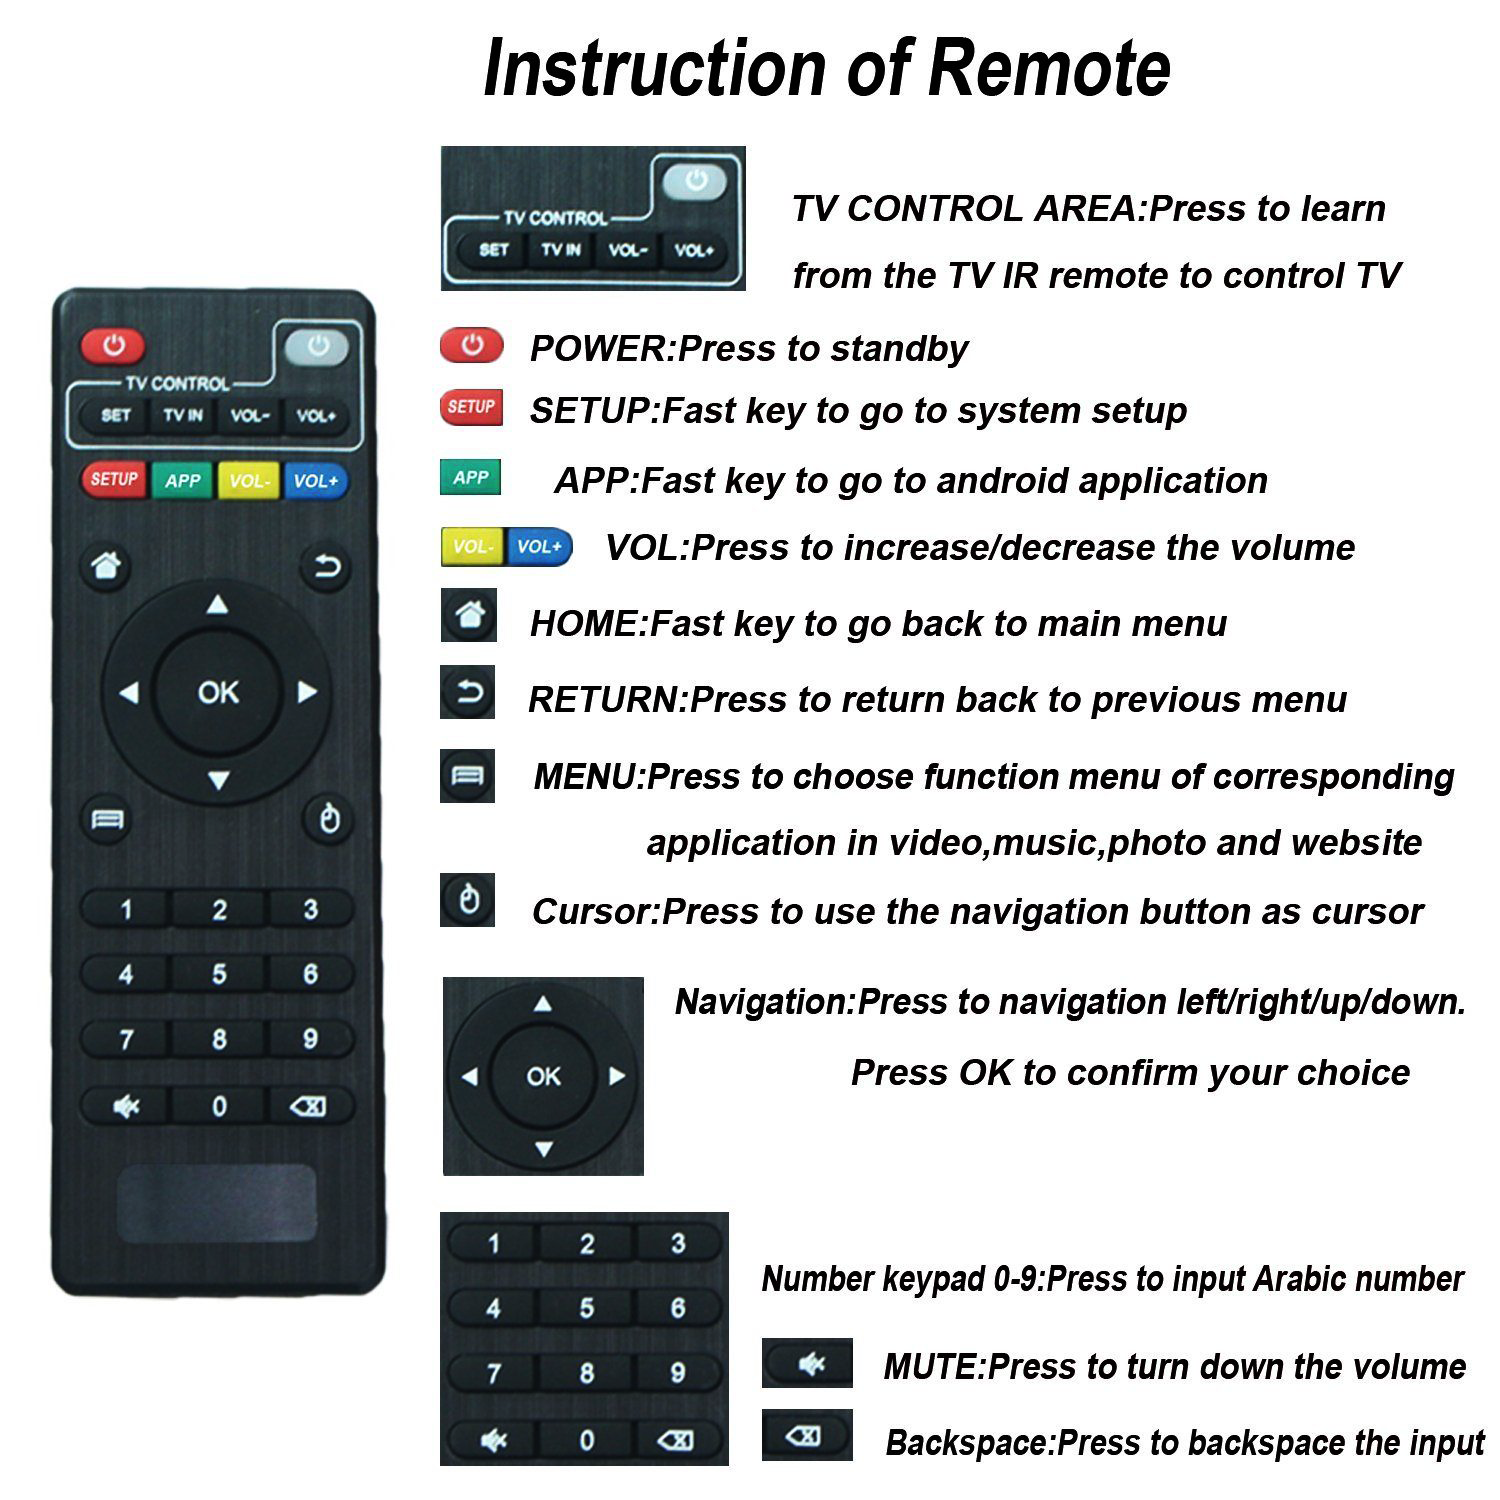 Instruction of Remote
TV CONTROL
SET TV IN VOL- VOL+
TV CONTROL AREA:Press to learn
from the TV IR remote to control TV
POWER:Press to standby
SETUP SETUP:Fast key to go to system setup
APP APP:Fast key to go to android application
VOL- VOL+ VOL:Press to increase/decrease the volume
HOME:Fast key to go back to main menu
RETURN:Press to return back to previous menu
MENU:Press to choose function menu of corresponding
application in video,music,photo and website
Cursor:Press to use the navigation button as cursor
OK
Navigation:Press to navigation left/right/up/down.
Press OK to confirm your choice
1 2 3
4 5 6
7 8 9
0
Number keypad 0-9:Press to input Arabic number
MUTE:Press to turn down the volume
Backspace:Press to backspace the input
TV CONTROL
SET TV IN VOL- VOL+
SETUP APP VOL- VOL+
OK
1 2 3
4 5 6
7 8 9
0